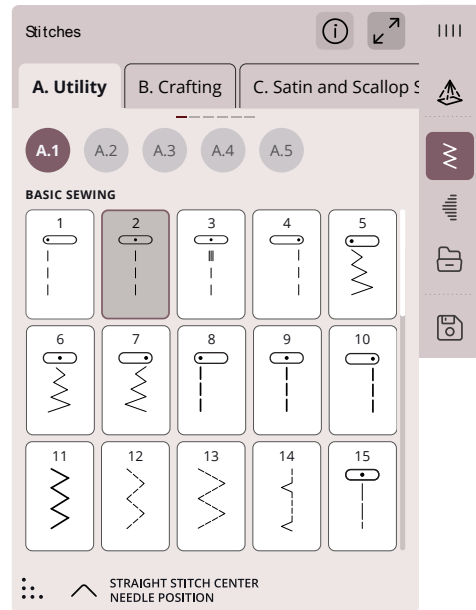 Stitches
A. Utility
B. Crafting
C. Satin and Scallop S
A.1
A.2
A.3
A.4
A.5
BASIC SEWING
1
2
3
4
5
6
7
8
9
10
11
12
13
14
15
STRAIGHT STITCH CENTER
NEEDLE POSITION